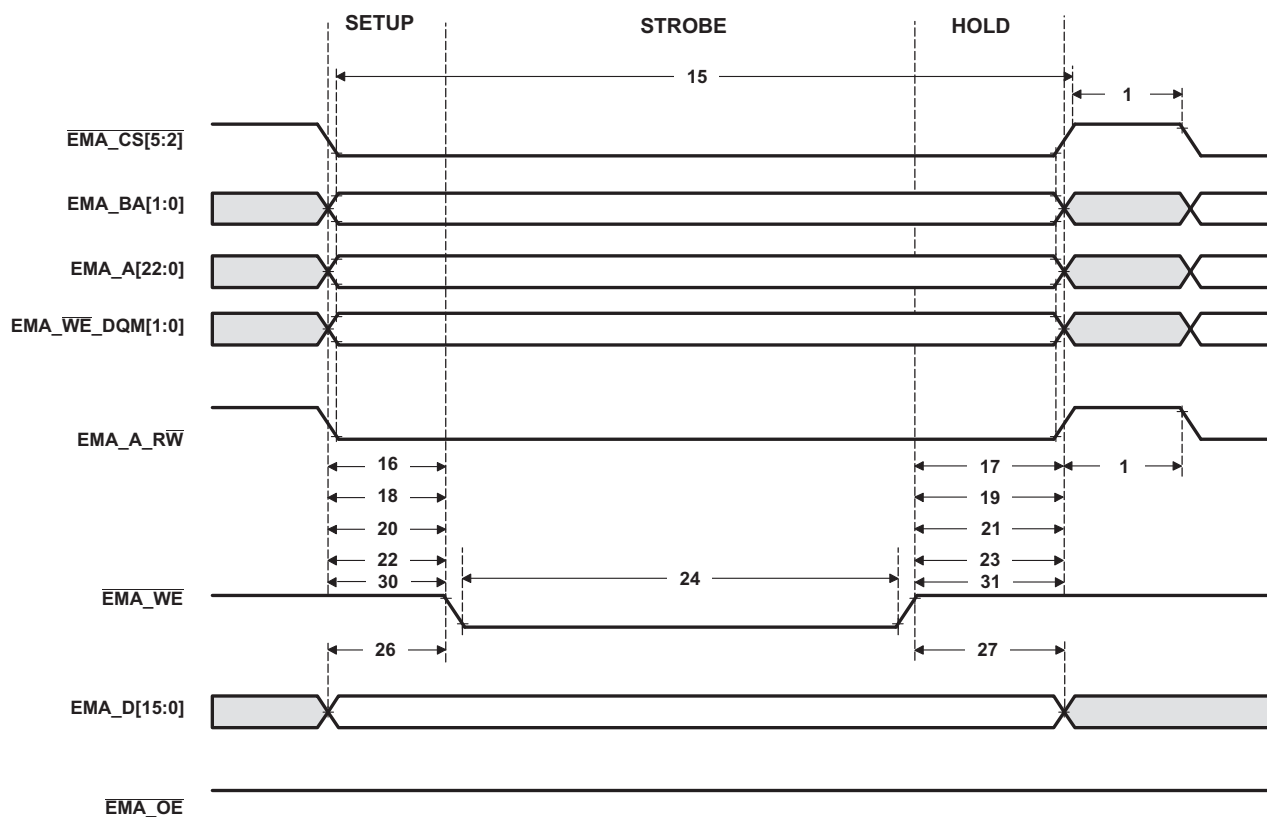 SETUP STROBE HOLD
15
1
EMA_CS[5:2]
EMA_BA[1:0]
EMA_A[22:0]
EMA_WE_DQM[1:0]
EMA_A_RW
16 17 1
18 19
20 21
22 23
24
30 31
EMA_WE
26 27
EMA_D[15:0]
EMA_OE